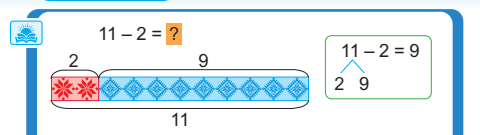 11 – 2 = ?
2 9
11
11 – 2 = 9
2 9